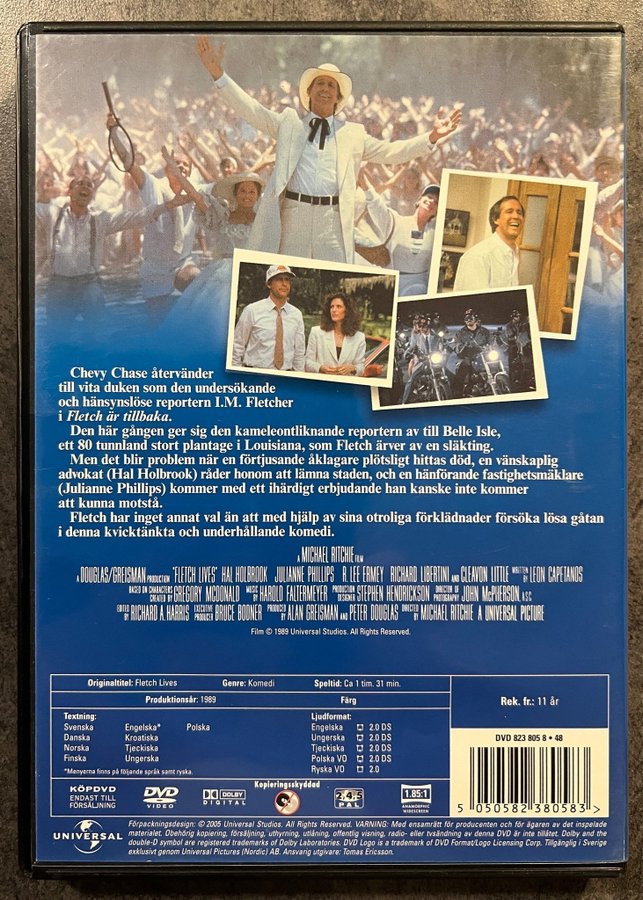 Chevy Chase återvänder
till vita duken som den undersökande
och hänsynslöse reportern I.M. Fletcher
i Fletch är tillbaka.
Den här gången ger sig den kameleontliknande reportern av till Belle Isle,
ett 80 tunnland stort plantage i Louisiana, som Fletch ärver av en släkting.
Men det blir problem när en förtjusande åklagare plötsligt hittas död, en vänskaplig
advokat (Hal Holbrook) råder honom att lämna staden, och en hänförande fastighetsmäklare
(Julianne Phillips) kommer med ett ihärdigt erbjudande han kanske inte kommer
att kunna motstå.
Fletch har inget annat val än att med hjälp av sina otroliga förklädnader försöka lösa gåtan
i denna kvicktänkta och underhållande komedi.
A MICHAEL RITCHIE FILM
A DOUGLAS/GREISMAN PRODUCTION "FLETCH LIVES" HAL HOLBROOK JULIANNE PHILLIPS R. LEE ERMEY RICHARD LIBERTINI AND CLEAVON LITTLE WRITTEN BY LEON CAPETANOS
BASED ON CHARACTERS CREATED BY GREGORY MCDONALD MUSIC BY HAROLD FALTERMEYER PRODUCTION DESIGNER STEPHEN HENDRICKSON DIRECTOR OF PHOTOGRAPHY JOHN McPHERSON, A.S.C.
EDITED BY RICHARD A. HARRIS EXECUTIVE PRODUCER BRUCE BODNER PRODUCED BY ALAN GREISMAN AND PETER DOUGLAS DIRECTED BY MICHAEL RITCHIE A UNIVERSAL PICTURE
Film © 1989 Universal Studios. All Rights Reserved.
Originaltitel: Fletch Lives Genre: Komedi Speltid: Ca 1 tim. 31 min.
Produktionsår: 1989 Färg
Rek. fr.: 11 år
Textning: Ljudformat:
Svenska Engelska* Polska Engelska 2.0 DS
Danska Kroatiska Ungerska 2.0 DS
Norska Tjeckiska Tjeckiska 2.0 DS
Finska Ungerska Polska VO 2.0 DS
*Menyerna finns på följande språk samt ryska. Ryska VO 2.0
DVD 823 805 8 • 48
5 050582 380583 >
KÖPDVD
ENDAST TILL
FÖRSÄLJNING
DVD
VIDEO
DOLBY
DIGITAL
Kopieringsskyddad
2 4 5
PAL
1.85:1
ANAMORPHIC
WIDESCREEN
UNIVERSAL
Förpackningsdesign: © 2005 Universal Studios. All Rights Reserved. VARNING: Med ensamrätt för producenten och för ägaren av det inspelade
materialet. Obehörig kopiering, försäljning, uthyrning, utlåning, offentlig visning, radio- eller tvsändning av denna DVD är inte tillåtet. Dolby and the
double-D symbol are registered trademarks of Dolby Laboratories. DVD Logo is a trademark of DVD Format/Logo Licensing Corp. Tillgänglig i Sverige
exklusivt genom Universal Pictures (Nordic) AB. Ansvarig utgivare: Tomas Ericsson.